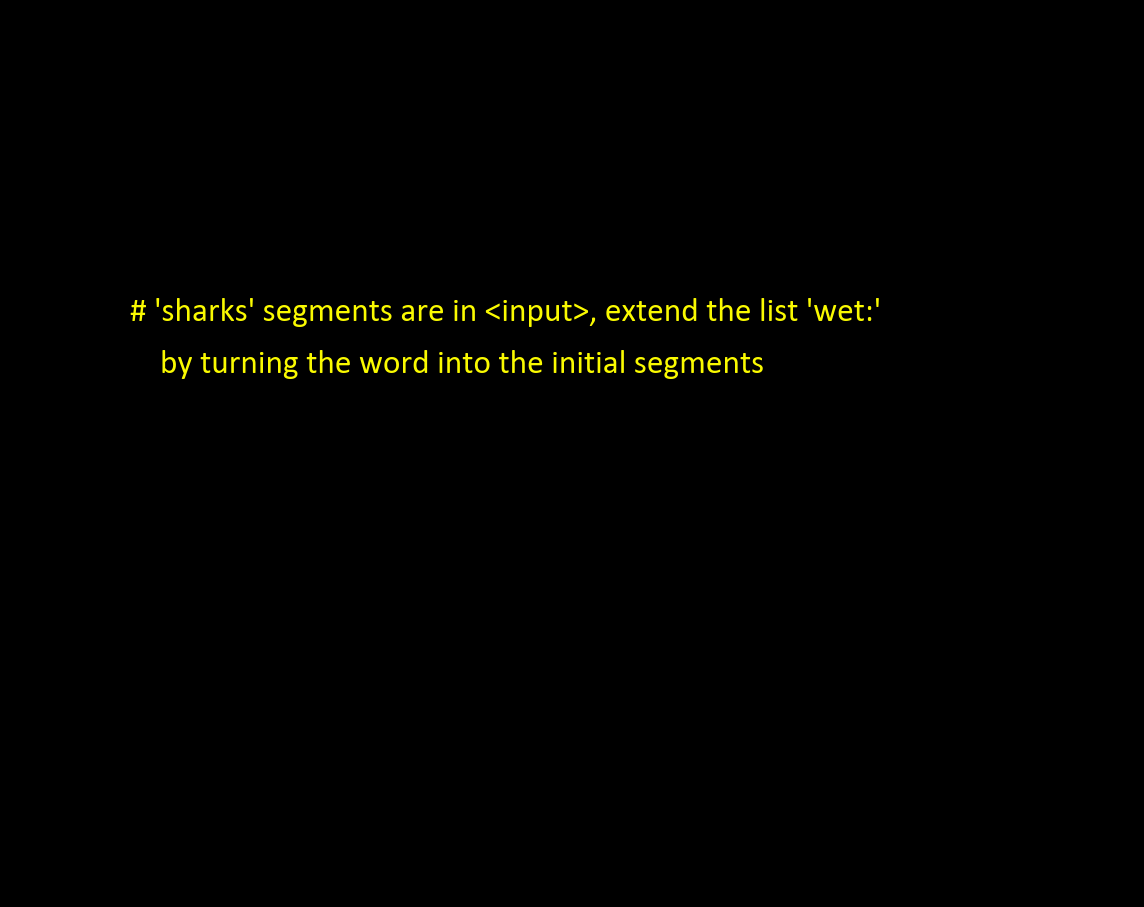 # 'sharks' segments are in <input>, extend the list 'wet:'
by turning the word into the initial segments